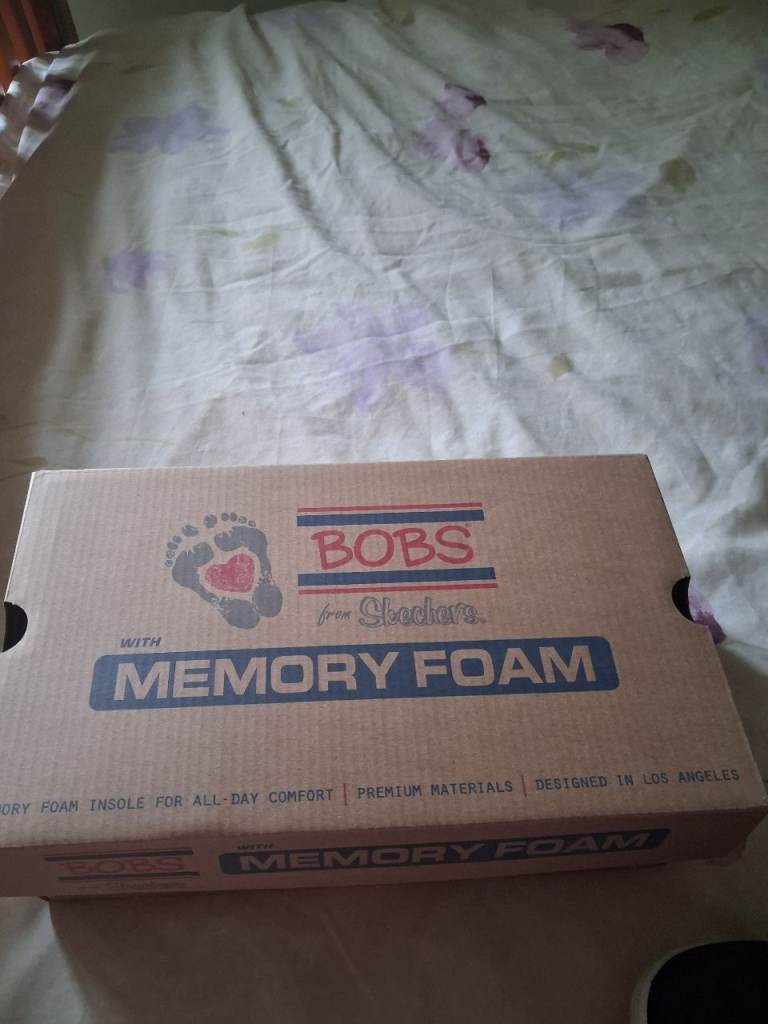 BOBS
from Skechers.
WITH
MEMORY FOAM
ORY FOAM INSOLE FOR ALL-DAY COMFORT | PREMIUM MATERIALS | DESIGNED IN LOS ANGELES
BOBS
WITH
MEMORY FOAM